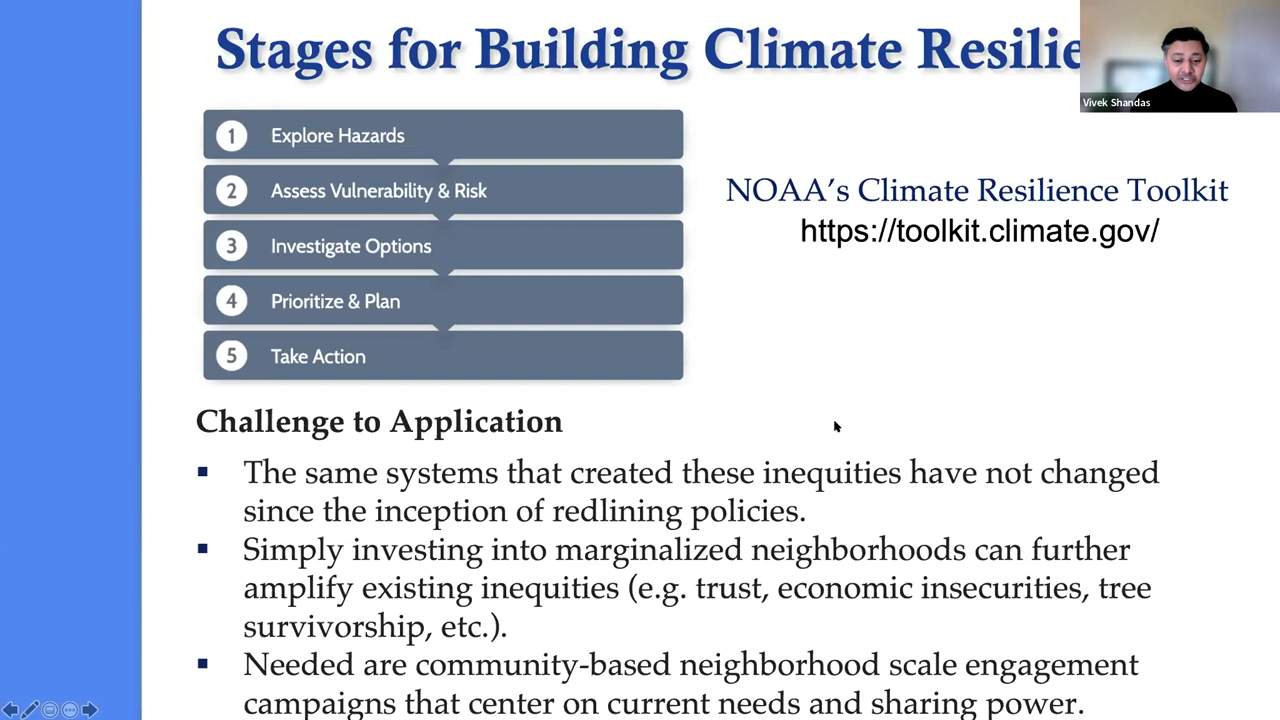 Stages for Building Climate Resilie
Vivek Shandas
1 Explore Hazards
2 Assess Vulnerability & Risk
3 Investigate Options
4 Prioritize & Plan
5 Take Action
NOAA’s Climate Resilience Toolkit
https://toolkit.climate.gov/
Challenge to Application
▪ The same systems that created these inequities have not changed
since the inception of redlining policies.
▪ Simply investing into marginalized neighborhoods can further
amplify existing inequities (e.g. trust, economic insecurities, tree
survivorship, etc.).
▪ Needed are community-based neighborhood scale engagement
campaigns that center on current needs and sharing power.